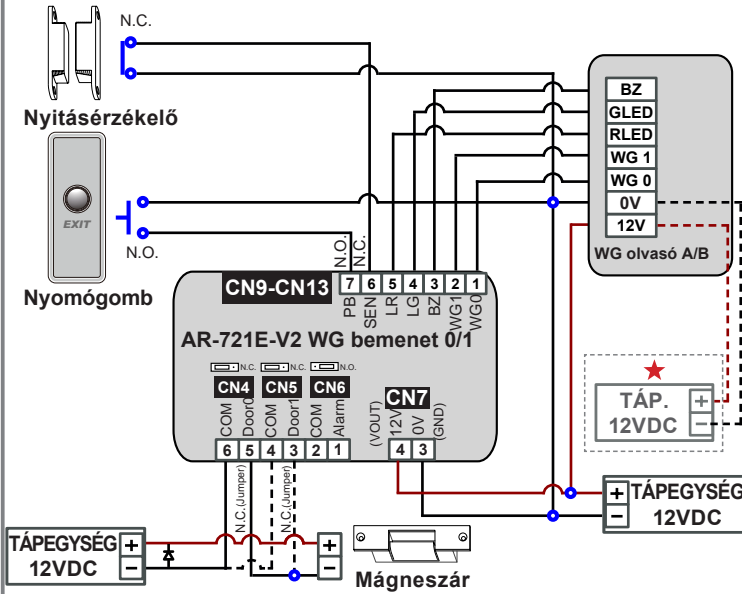 N.C.
Nyitásérzékelő
EXIT
N.O.
Nyomógomb
BZ
GLED
RLED
WG 1
WG 0
0V
12V
WG olvasó A/B
N.O.
N.C.
CN9-CN13
7 6 5 4 3 2 1
PB
SEN
LR
LG
BZ
WG1
WG0
AR-721E-V2 WG bemenet 0/1
N.C. N.C. N.O.
CN4 CN5 CN6
COM
Door0
COM
Door1
COM
Alarm
6 5 4 3 2 1
CN7
(VOUT)
12V
0V
(GND)
4 3
N.C.(Jumper)
N.C.(Jumper)
TÁP. +
12VDC −
+ TÁPEGYSÉG
− 12VDC
TÁPEGYSÉG +
12VDC −
+
−
Mágneszár